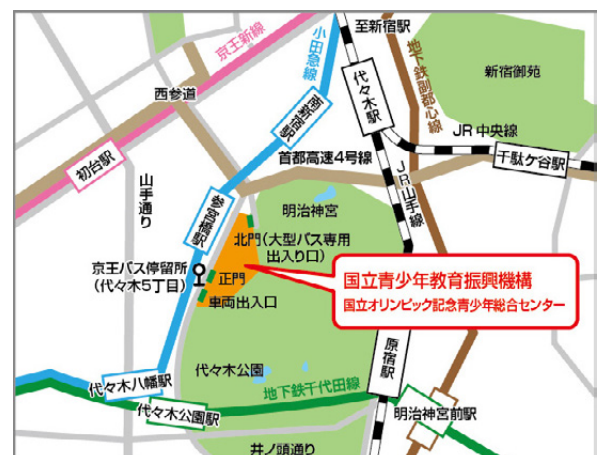 至新宿駅
京王新線
小田急線
地下鉄副都心線
新宿御苑
西参道
南新宿駅
代々木駅
JR中央線
千駄ケ谷駅
初台駅
首都高速4号線
山手通り
参宮橋駅
明治神宮
JR山手線
北門(大型バス専用
出入り口)
京王バス停留所
(代々木5丁目)
正門
車両出入口
国立青少年教育振興機構
国立オリンピック記念青少年総合センター
原宿駅
代々木公園
代々木八幡駅
地下鉄千代田線
代々木公園駅
明治神宮前駅
井ノ頭通り